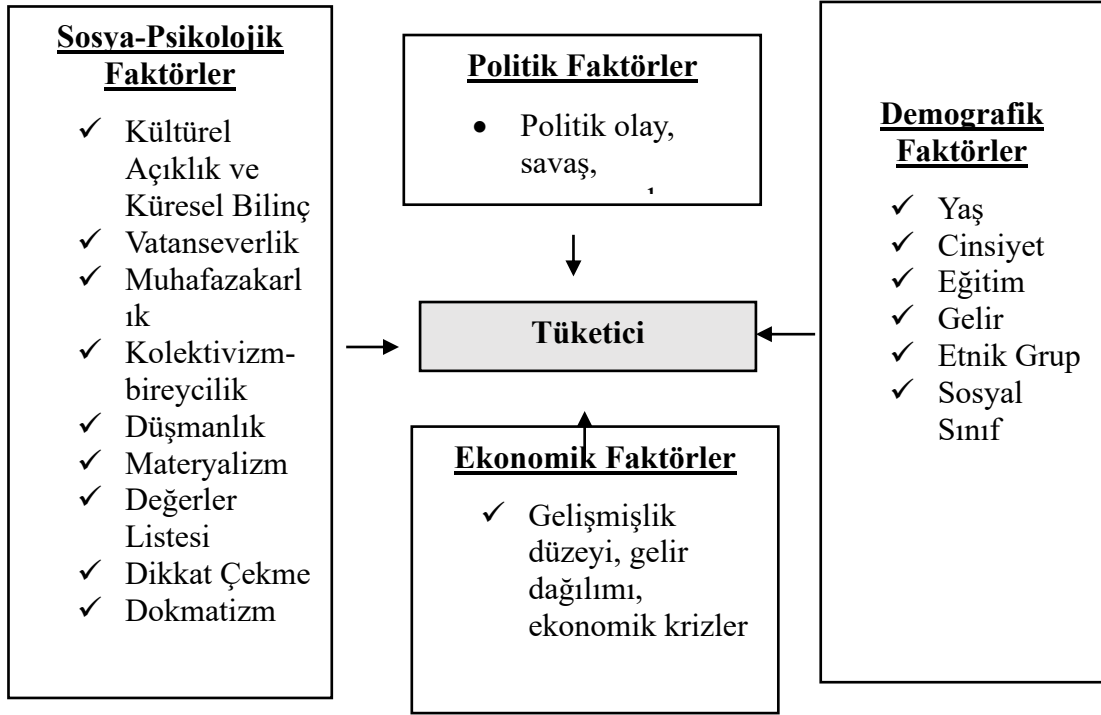 Sosya-Psikolojik
Faktörler
✓ Kültürel
Açıklık ve
Küresel Bilinç
✓ Vatanseverlik
✓ Muhafazakarl
ık
✓ Kolektivizm-
bireycilik
✓ Düşmanlık
✓ Materyalizm
✓ Değerler
Listesi
✓ Dikkat Çekme
✓ Dokmatizm
Politik Faktörler
• Politik olay,
savaş,
Tüketici
Ekonomik Faktörler
✓ Gelişmişlik
düzeyi, gelir
dağılımı,
ekonomik krizler
Demografik
Faktörler
✓ Yaş
✓ Cinsiyet
✓ Eğitim
✓ Gelir
✓ Etnik Grup
✓ Sosyal
Sınıf